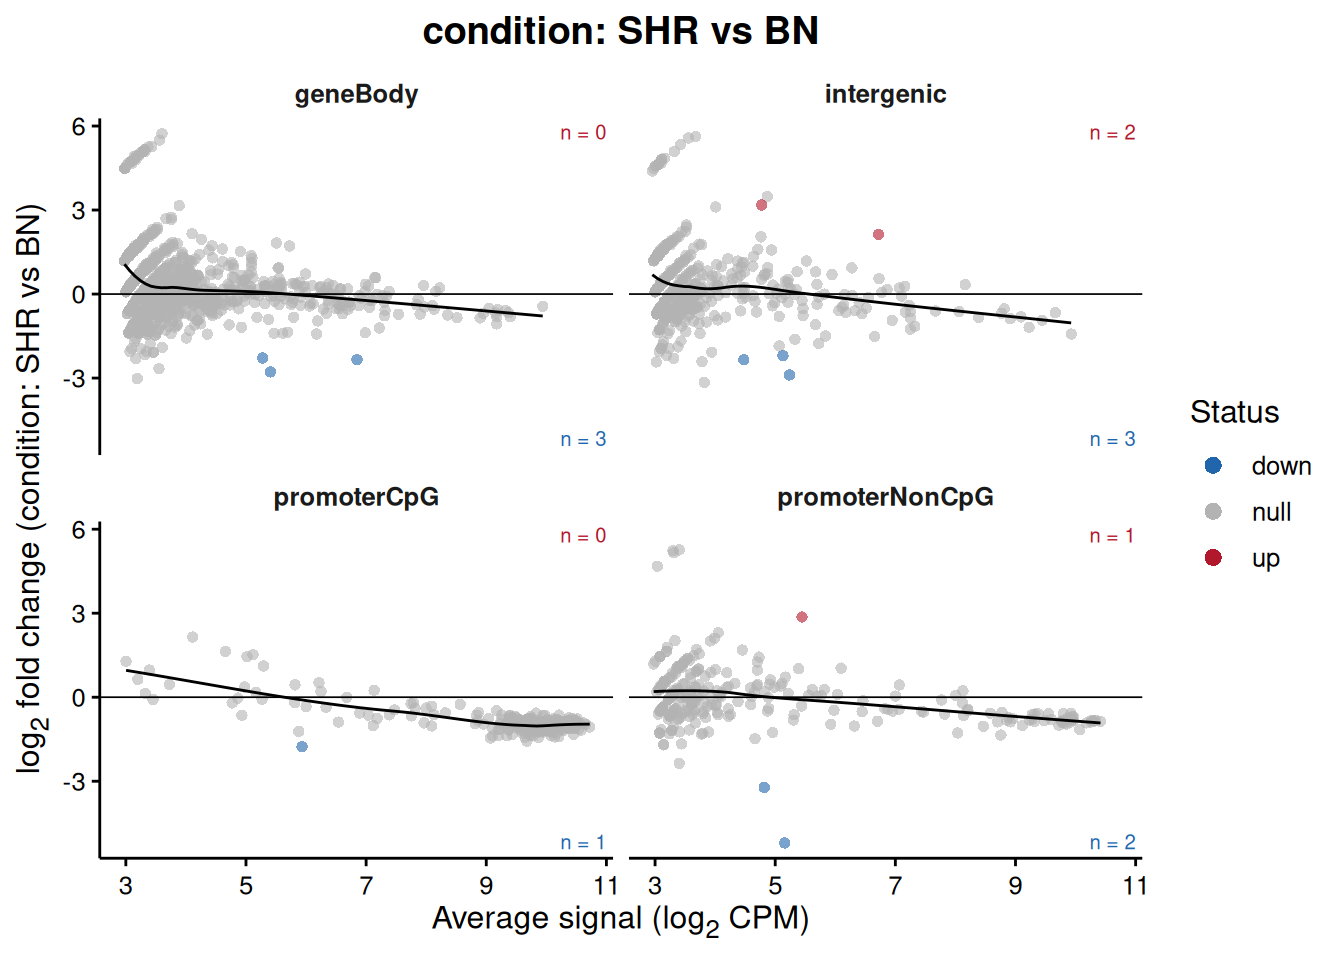 condition: SHR vs BN
geneBody
intergenic
6
3
0
-3
n = 0
n = 3
n = 2
n = 3
promoterCpG
promoterNonCpG
6
3
0
-3
n = 0
n = 1
n = 1
n = 2
3 5 7 9 11
3 5 7 9 11
Average signal (log2 CPM)
log2 fold change (condition: SHR vs BN)
Status
down
null
up